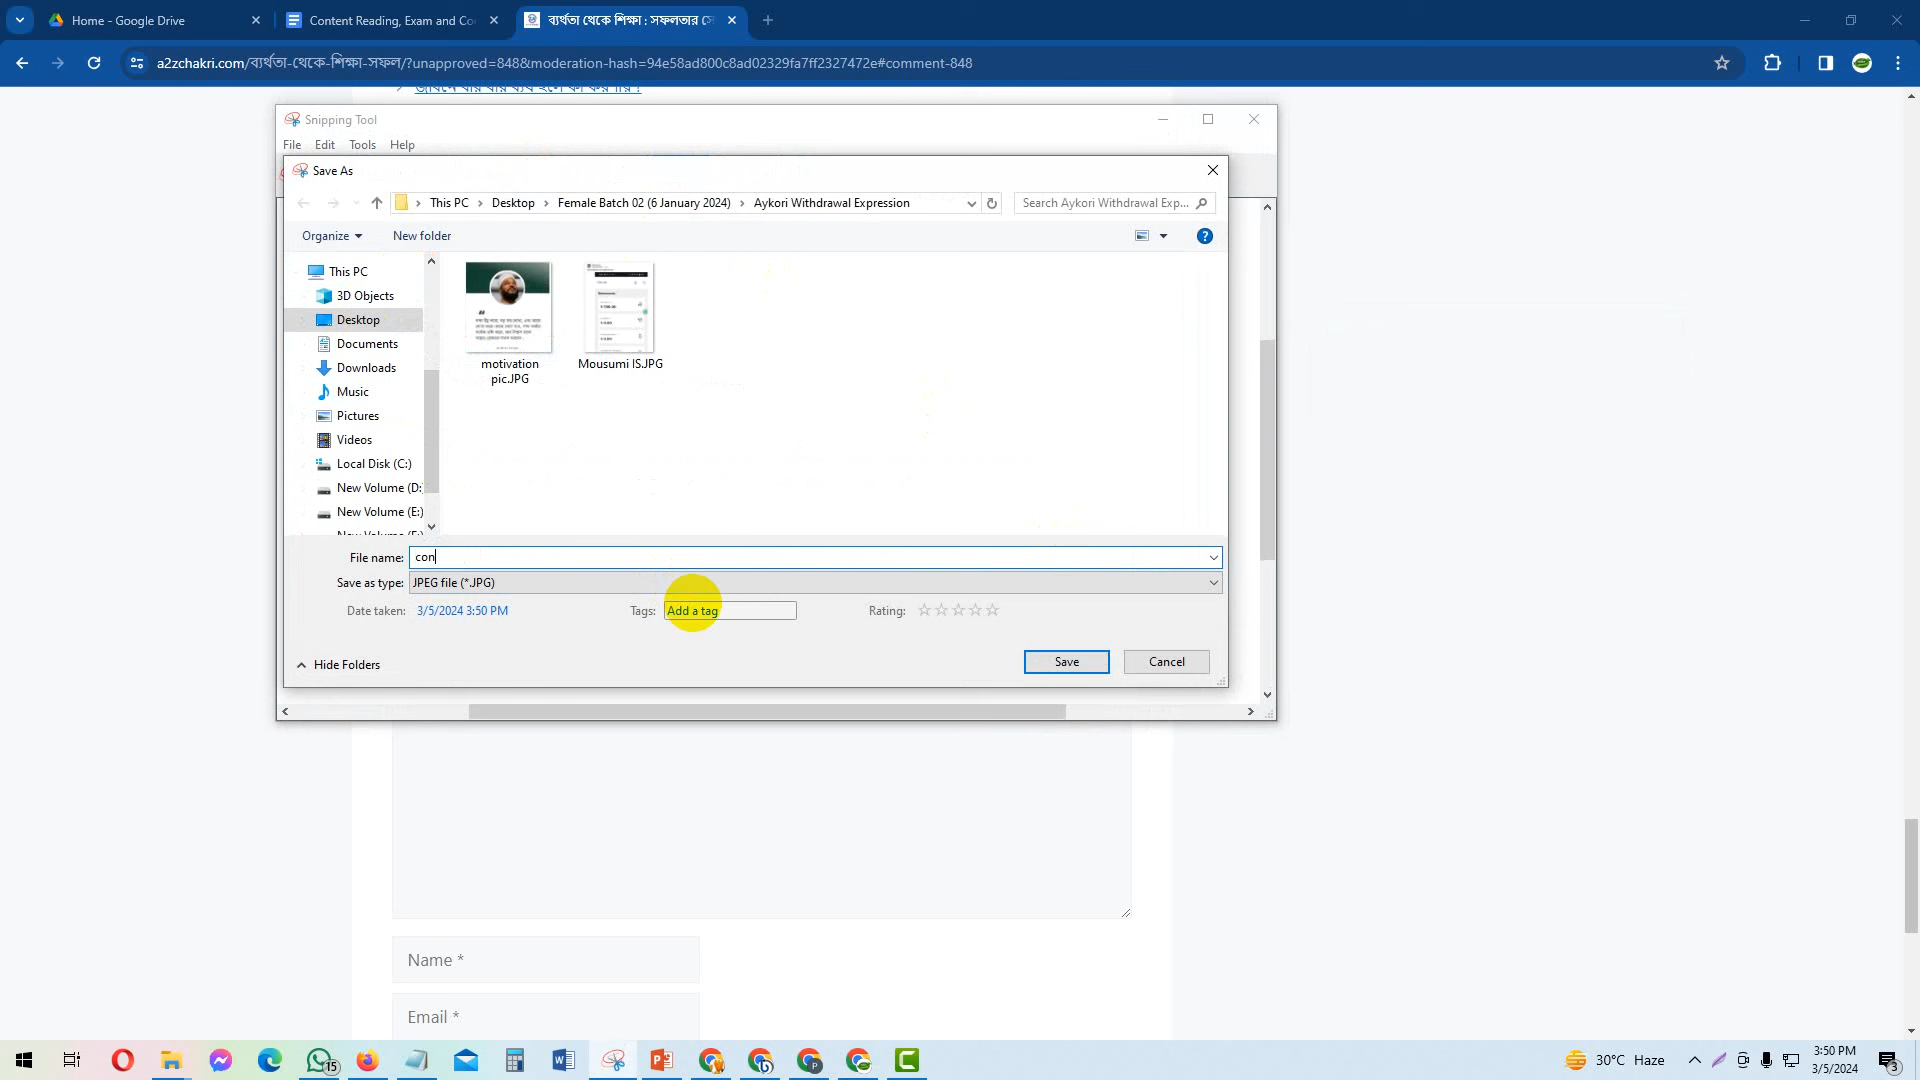 Home - Google Drive
Content Reading, Exam and Co
ব্যর্থতা থেকে শিক্ষা : সফলতার সে
a2zchakri.com/ব্যর্থতা-থেকে-শিক্ষা-সফল/?unapproved=848&moderation-hash=94e58ad800c8ad02329fa7ff2327472e#comment-848
Snipping Tool
File Edit Tools Help
Save As
This PC > Desktop > Female Batch 02 (6 January 2024) > Aykori Withdrawal Expression
Search Aykori Withdrawal Exp...
Organize New folder
This PC
3D Objects
Desktop
Documents
Downloads
Music
Pictures
Videos
Local Disk (C:)
New Volume (D:
New Volume (E:)
motivation
pic.JPG
Mousumi IS.JPG
File name: con
Save as type: JPEG file (*.JPG)
Date taken: 3/5/2024 3:50 PM Tags: Add a tag Rating:
Hide Folders
Save Cancel
Name *
Email *
15
30°C Haze
3:50 PM
3/5/2024
3